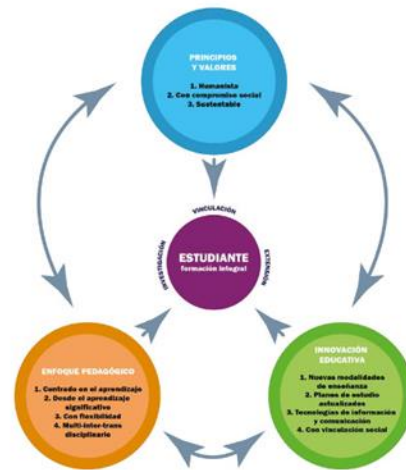 PRINCIPIOS
Y VALORES
1. Humanista
2. Con compromiso social
3. Sustentable
VINCULACIÓN
INVESTIGACIÓN
EXTENSIÓN
ESTUDIANTE
formación integral
ENFOQUE PEDAGÓGICO
1. Centrado en el aprendizaje
2. Desde el aprendizaje
significativo
3. Con flexibilidad
4. Multi-inter-trans
disciplinario
INNOVACIÓN
EDUCATIVA
1. Nuevas modalidades
de enseñanza
2. Planes de estudio
actualizados
3. Tecnologías de información
y comunicación
4. Con vinculación social